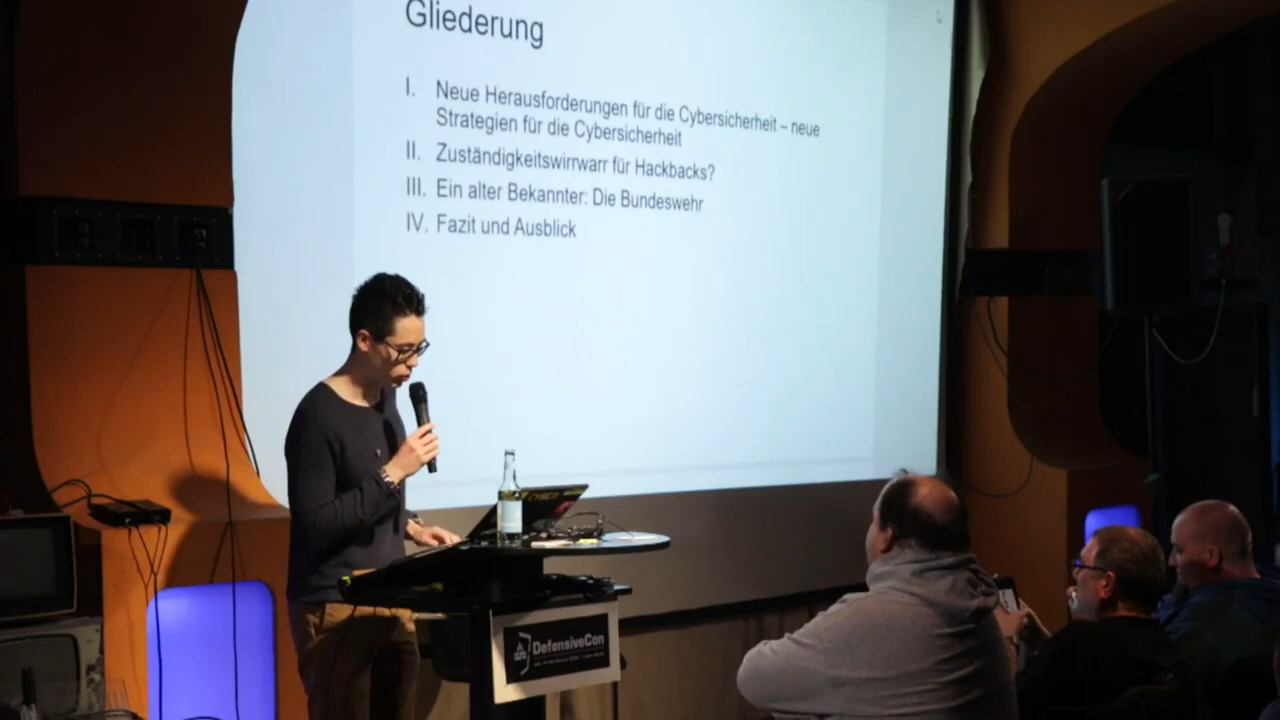 Gliederung
I. Neue Herausforderungen für die Cybersicherheit – neue
Strategien für die Cybersicherheit
II. Zuständigkeitswirrwarr für Hackbacks?
III. Ein alter Bekannter: Die Bundeswehr
IV. Fazit und Ausblick
CYBER
DefensiveCon